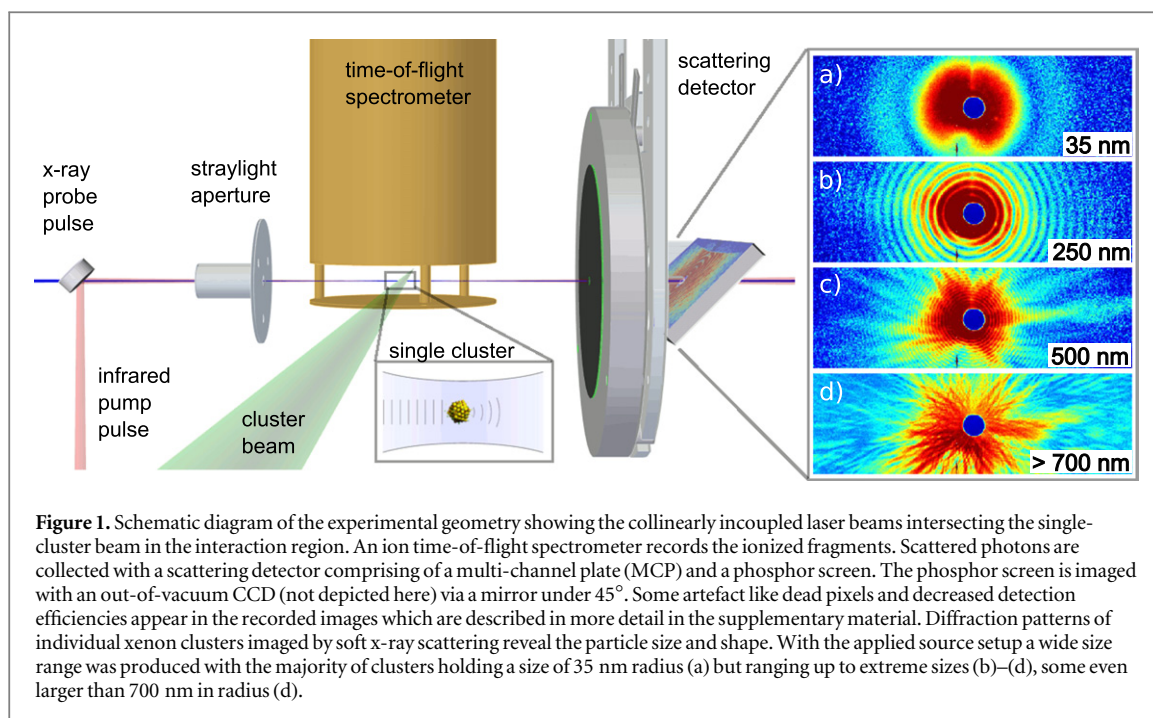 time-of-flight
spectrometer
scattering
detector
x-ray
probe
pulse
straylight
aperture
infrared
pump
pulse
cluster
beam
single cluster
a)
35 nm
b)
250 nm
c)
500 nm
d)
> 700 nm
Figure 1. Schematic diagram of the experimental geometry showing the collinearly incoupled laser beams intersecting the single-
cluster beam in the interaction region. An ion time-of-flight spectrometer records the ionized fragments. Scattered photons are
collected with a scattering detector comprising of a multi-channel plate (MCP) and a phosphor screen. The phosphor screen is imaged
with an out-of-vacuum CCD (not depicted here) via a mirror under 45°. Some artefact like dead pixels and decreased detection
efficiencies appear in the recorded images which are described in more detail in the supplementary material. Diffraction patterns of
individual xenon clusters imaged by soft x-ray scattering reveal the particle size and shape. With the applied source setup a wide size
range was produced with the majority of clusters holding a size of 35 nm radius (a) but ranging up to extreme sizes (b)–(d), some even
larger than 700 nm in radius (d).